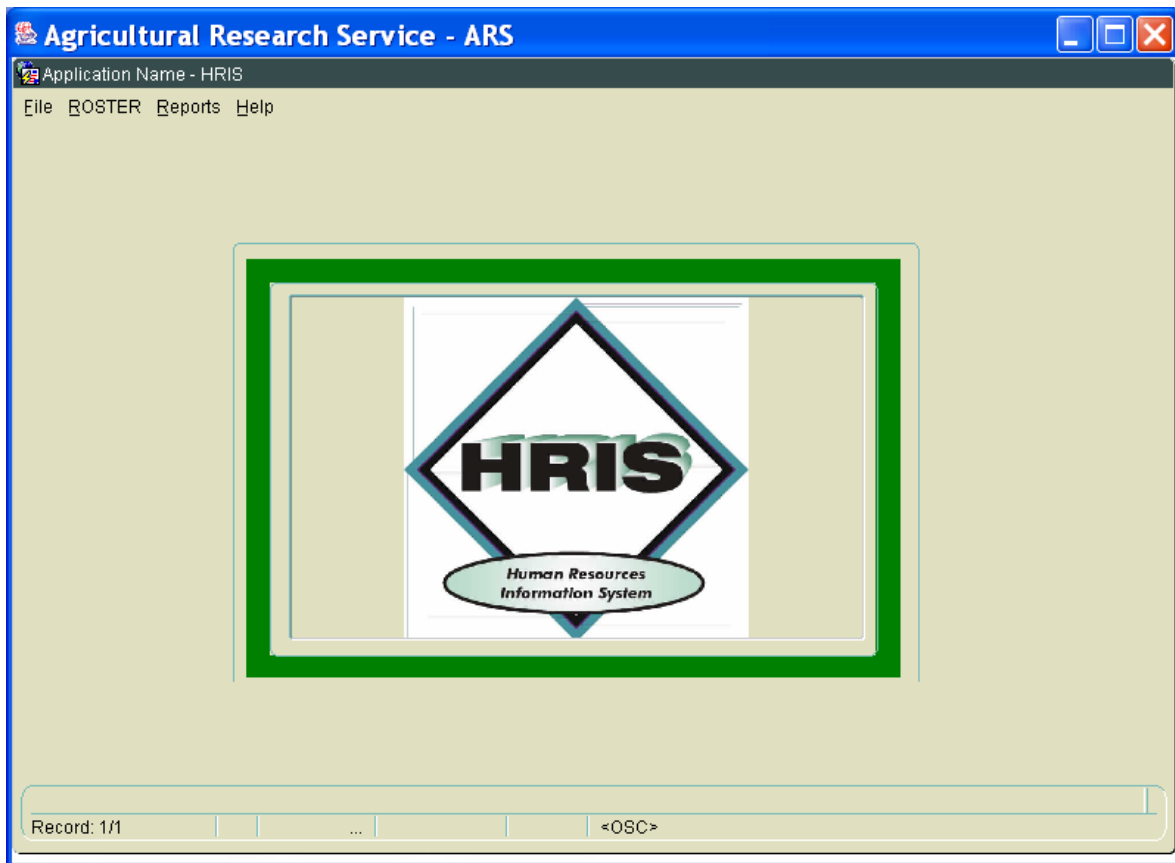 Agricultural Research Service - ARS
Application Name - HRIS
File ROSTER Reports Help
HRIS
Human Resources
Information System
Record: 1/1 ... <OSC>